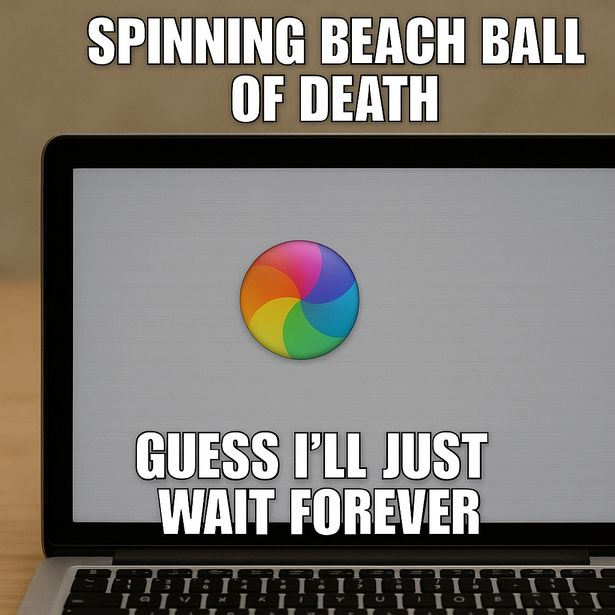 SPINNING BEACH BALL
OF DEATH
GUESS I'LL JUST
WAIT FOREVER